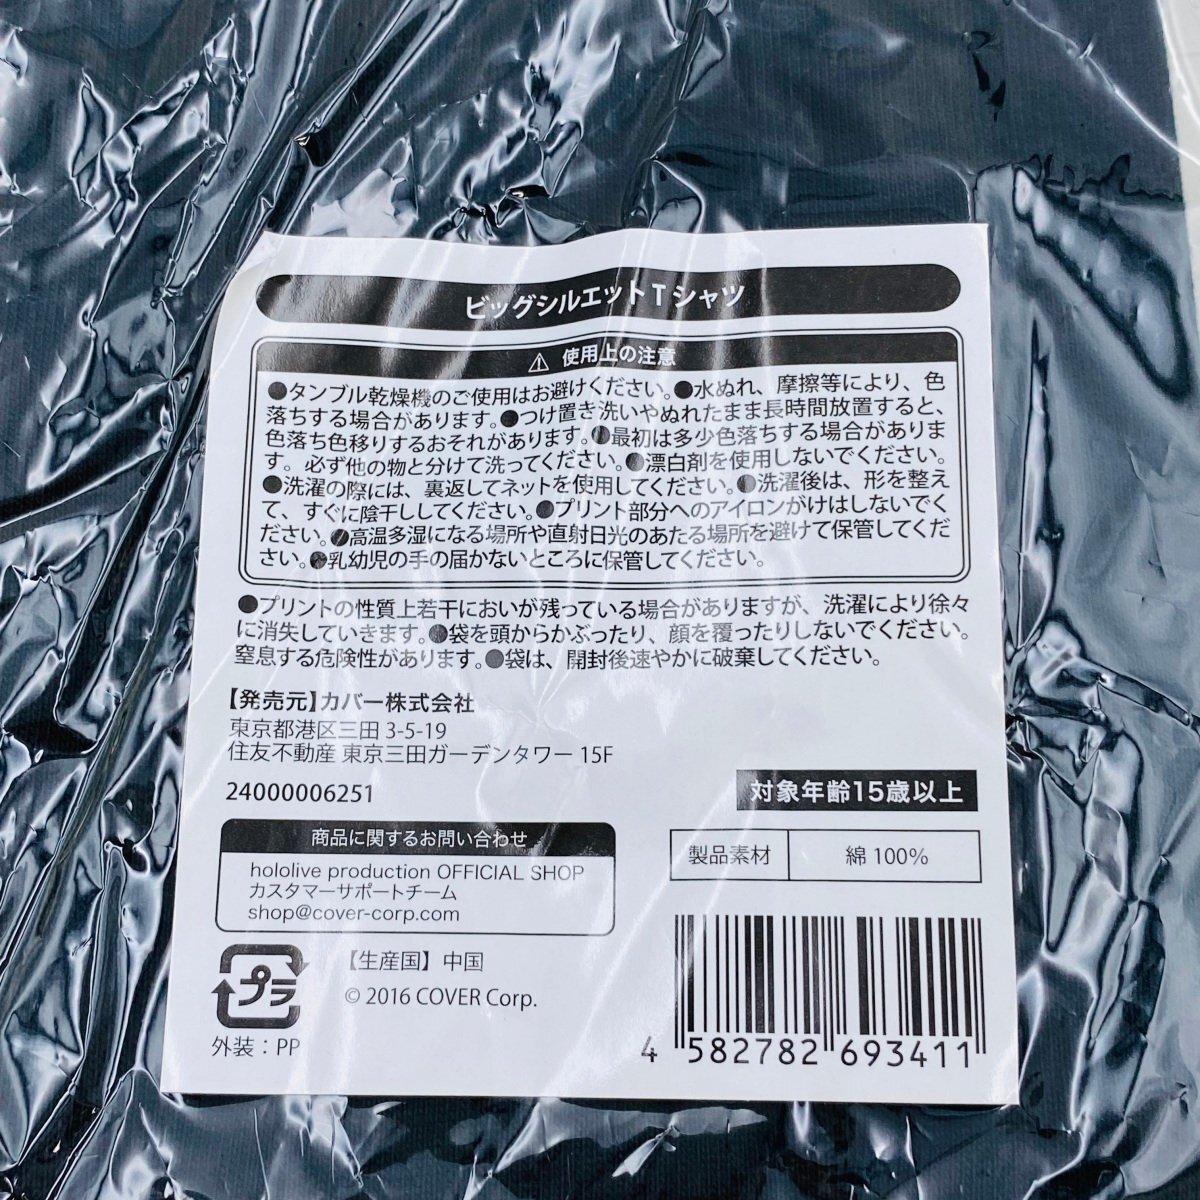 ビッグシルエットTシャツ
⚠ 使用上の注意
●タンブル乾燥機のご使用はお避けください。●水ぬれ、摩擦等により、色
落ちする場合があります。●つけ置き洗いやぬれたまま長時間放置すると、
色落ち色移りするおそれがあります。●最初は多少色落ちする場合がありま
す。必ず他の物と分けて洗ってください。●漂白剤を使用しないでください。
●洗濯の際には、裏返してネットを使用してください。●洗濯後は、形を整え
て、すぐに陰干ししてください。●プリント部分へのアイロンがけはしないでく
ださい。●高温多湿になる場所や直射日光のあたる場所を避けて保管してくだ
さい。●乳幼児の手の届かないところに保管してください。
●プリントの性質上若干においが残っている場合がありますが、洗濯により徐々
に消失していきます。●袋を頭からかぶったり、顔を覆ったりしないでください。
窒息する危険性があります。●袋は、開封後速やかに破棄してください。
【発売元】カバー株式会社
東京都港区三田 3-5-19
住友不動産 東京三田ガーデンタワー 15F
24000006251
対象年齢15歳以上
商品に関するお問い合わせ
hololive production OFFICIAL SHOP
カスタマーサポートチーム
shop@cover-corp.com
製品素材 綿 100%
プラ
外装：PP
【生産国】中国
© 2016 COVER Corp.
4 582782 693411